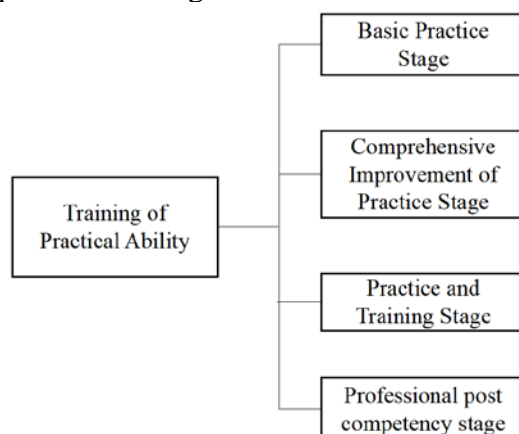 Basic Practice
Stage
Comprehensive
Improvement of
Practice Stage
Training of
Practical Ability
Practice and
Training Stage
Professional post
competency stage